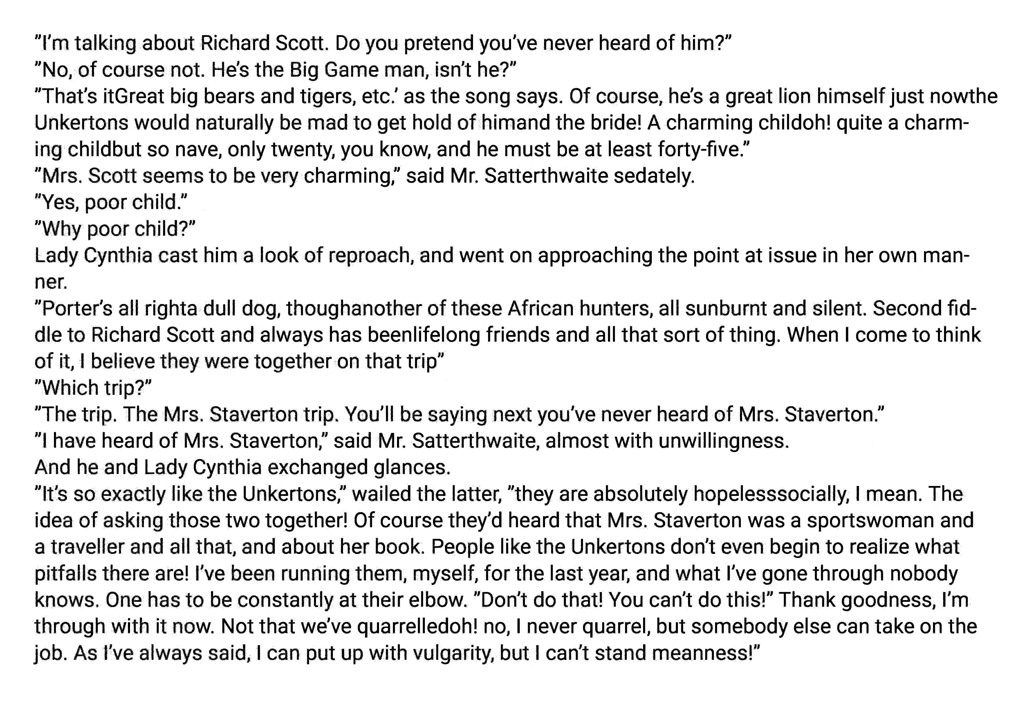 "I'm talking about Richard Scott. Do you pretend you've never heard of him?"
"No, of course not. He's the Big Game man, isn't he?"
"That's itGreat big bears and tigers, etc.' as the song says. Of course, he's a great lion himself just nowthe
Unkertons would naturally be mad to get hold of himand the bride! A charming childoh! quite a charm-
ing childbut so nave, only twenty, you know, and he must be at least forty-five."
"Mrs. Scott seems to be very charming," said Mr. Satterthwaite sedately.
"Yes, poor child."
"Why poor child?"
Lady Cynthia cast him a look of reproach, and went on approaching the point at issue in her own man-
ner.
"Porter's all righta dull dog, thoughanother of these African hunters, all sunburnt and silent. Second fid-
dle to Richard Scott and always has beenlifelong friends and all that sort of thing. When I come to think
of it, I believe they were together on that trip"
"Which trip?"
"The trip. The Mrs. Staverton trip. You'll be saying next you've never heard of Mrs. Staverton."
"I have heard of Mrs. Staverton," said Mr. Satterthwaite, almost with unwillingness.
And he and Lady Cynthia exchanged glances.
"It's so exactly like the Unkertons," wailed the latter, "they are absolutely hopelesssocially, I mean. The
idea of asking those two together! Of course they'd heard that Mrs. Staverton was a sportswoman and
a traveller and all that, and about her book. People like the Unkertons don't even begin to realize what
pitfalls there are! I've been running them, myself, for the last year, and what I've gone through nobody
knows. One has to be constantly at their elbow. "Don't do that! You can't do this!" Thank goodness, I'm
through with it now. Not that we've quarrelledoh! no, I never quarrel, but somebody else can take on the
job. As I've always said, I can put up with vulgarity, but I can't stand meanness!"